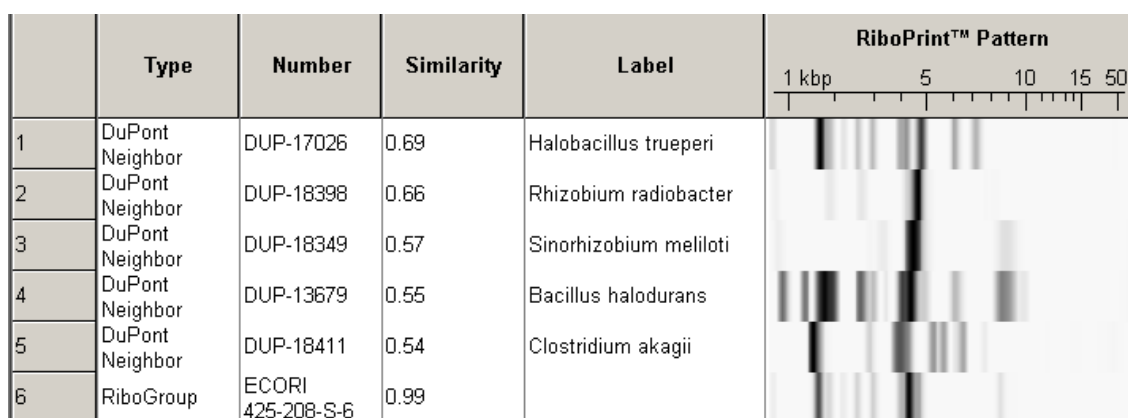 RiboPrint™ Pattern
Type Number Similarity Label
1 kbp 5 10 15 50
1 DuPont Neighbor DUP-17026 0.69 Halobacillus trueperi
2 DuPont Neighbor DUP-18398 0.66 Rhizobium radiobacter
3 DuPont Neighbor DUP-18349 0.57 Sinorhizobium meliloti
4 DuPont Neighbor DUP-13679 0.55 Bacillus halodurans
5 DuPont Neighbor DUP-18411 0.54 Clostridium akagii
6 RiboGroup ECORI 425-208-S-6 0.99